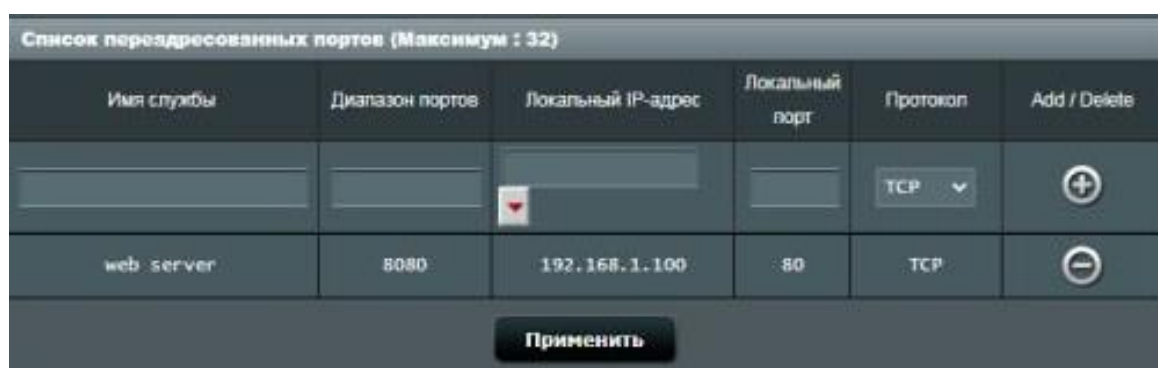 Список переадресованных портов (Максимум : 32)
Имя службы Диапазон портов Локальный IP-адрес Локальный порт Протокол Add / Delete
TCP
web server 8080 192.168.1.100 80 TCP
Применить